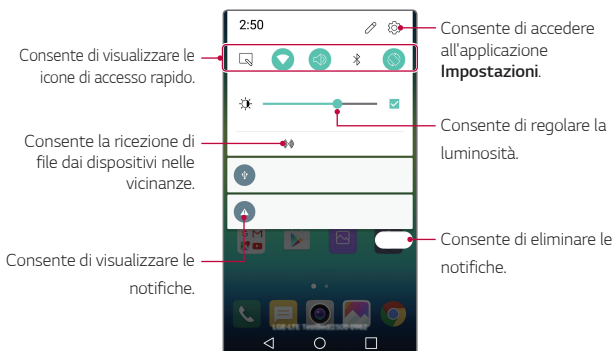 2:50
Consente di accedere
all'applicazione
Impostazioni.
Consente di visualizzare le
icone di accesso rapido.
Consente di regolare la
luminosità.
Consente la ricezione di
file dai dispositivi nelle
vicinanze.
Consente di eliminare le
notifiche.
Consente di visualizzare le
notifiche.